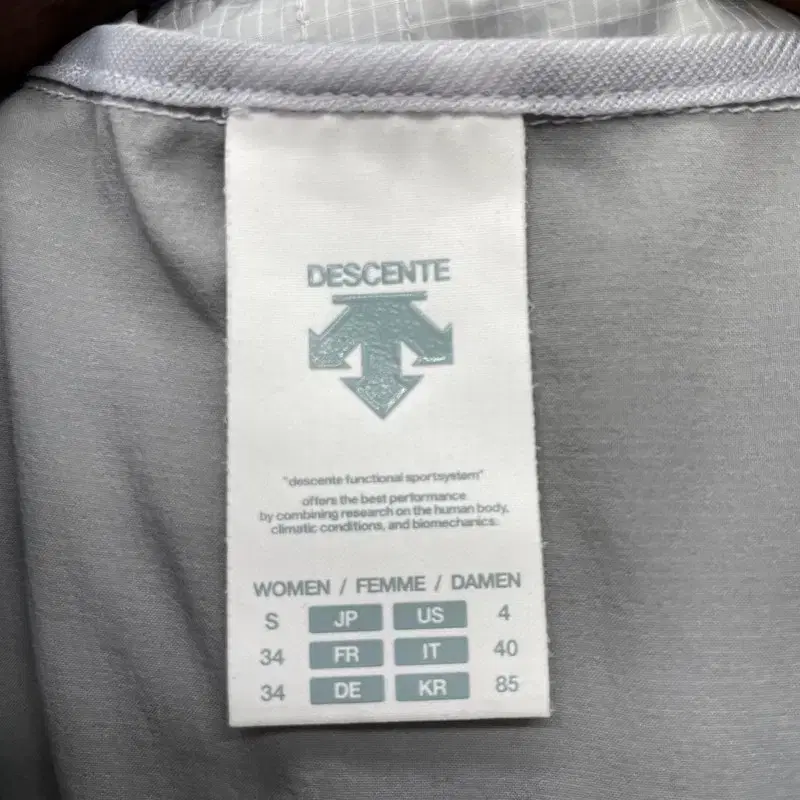 DESCENTE
"descente functional sportsystem"
offers the best performance
by combining research on the human body,
climatic conditions, and biomechanics.
WOMEN / FEMME / DAMEN
S JP US 4
34 FR IT 40
34 DE KR 85